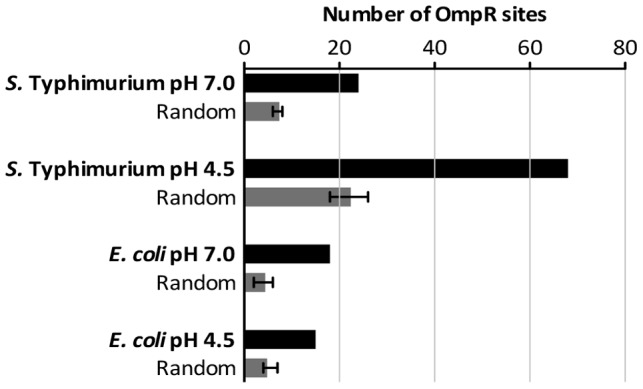 Number of OmpR sites
0 20 40 60 80
S. Typhimurium pH 7.0
Random
S. Typhimurium pH 4.5
Random
E. coli pH 7.0
Random
E. coli pH 4.5
Random